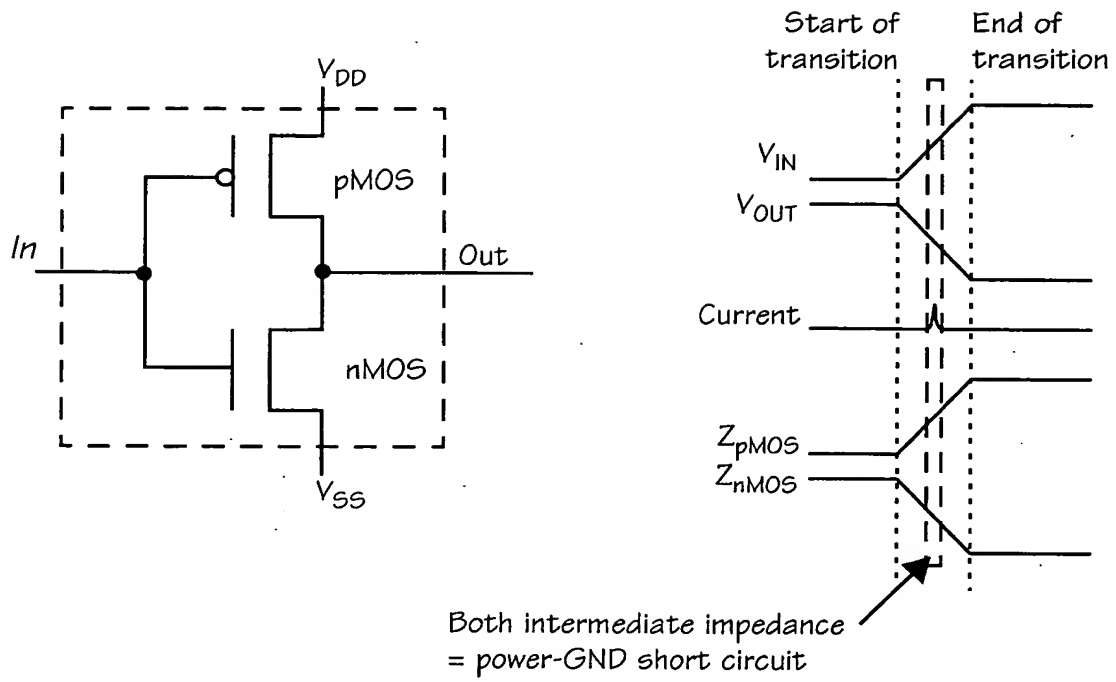 V_DD
pMOS
In
Out
nMOS
V_SS
Start of
transition
End of
transition
V_IN
V_OUT
Current
Z_pMOS
Z_nMOS
Both intermediate impedance
= power-GND short circuit